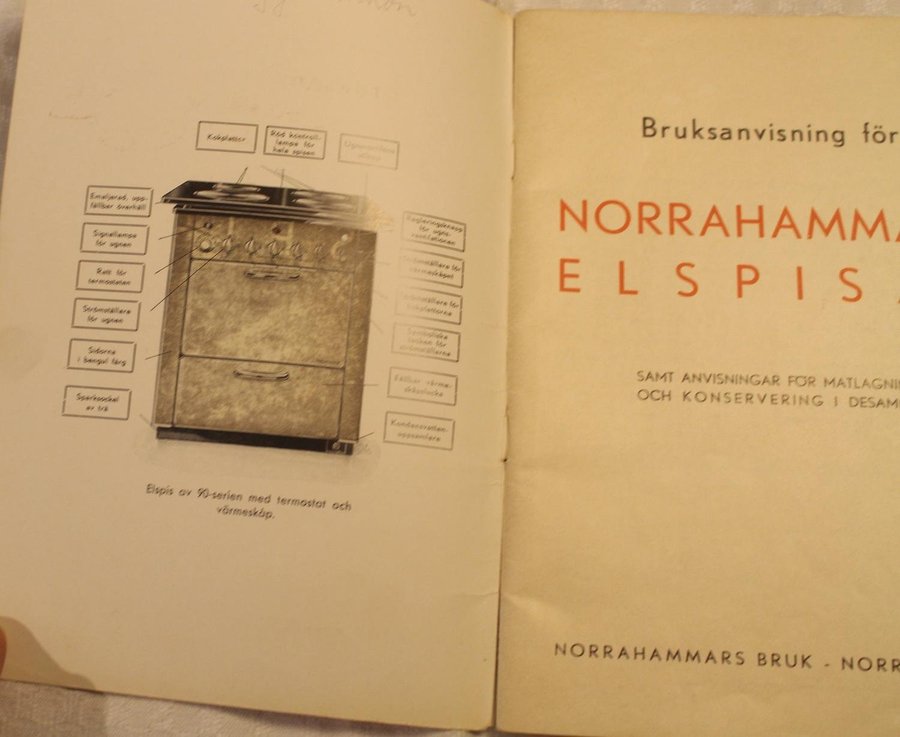 Kokplattor
Röd kontroll-
lampa för
hela spisen
Emaljerad, upp-
fällbar överhäll
Signallampa
för ugnen
Ratt för
termostaten
Strömställare
för ugnen
Sidorna
i bengul färg
Sparksockel
av trä
Regleringsknapp
för ugns-
ventilationen
Strömställare för
värmeskåpet
Strömställare för
kokplattorna
Symboliska
tecken för
strömställarna
Fällbar värme-
skåpslucka
Kondensvatten-
uppsamlare
Elspis av 90-serien med termostat och
värmeskåp.
Bruksanvisning för
NORRAHAMMA
ELSPIS
SAMT ANVISNINGAR FÖR MATLAGNI
OCH KONSERVERING I DESAM
NORRAHAMMARS BRUK - NORR